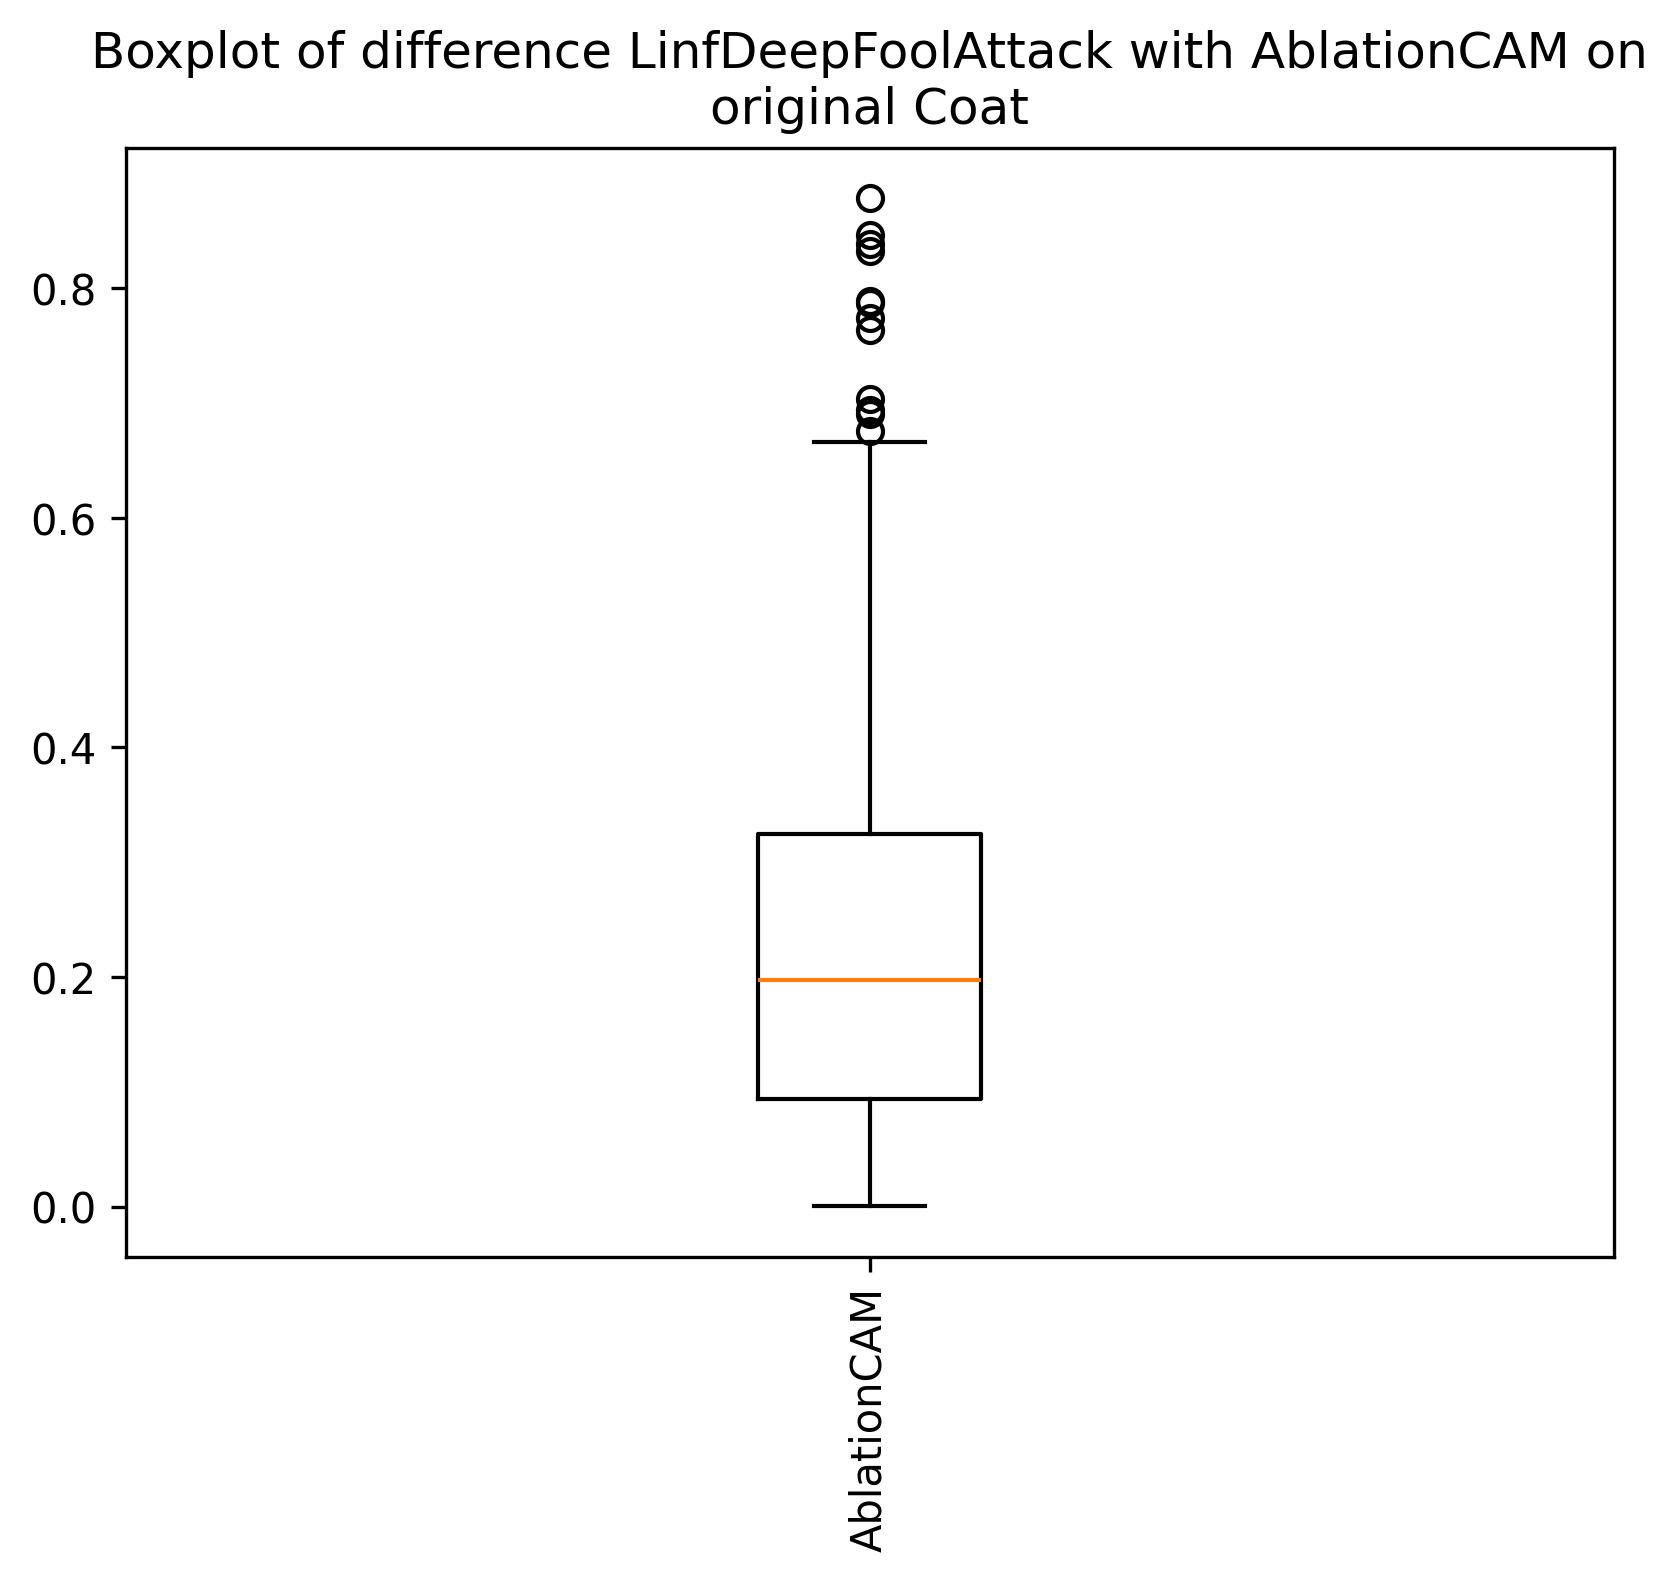 Boxplot of difference LinfDeepFoolAttack with AblationCAM on
original Coat
0.8
0.6
0.4
0.2
0.0
AblationCAM